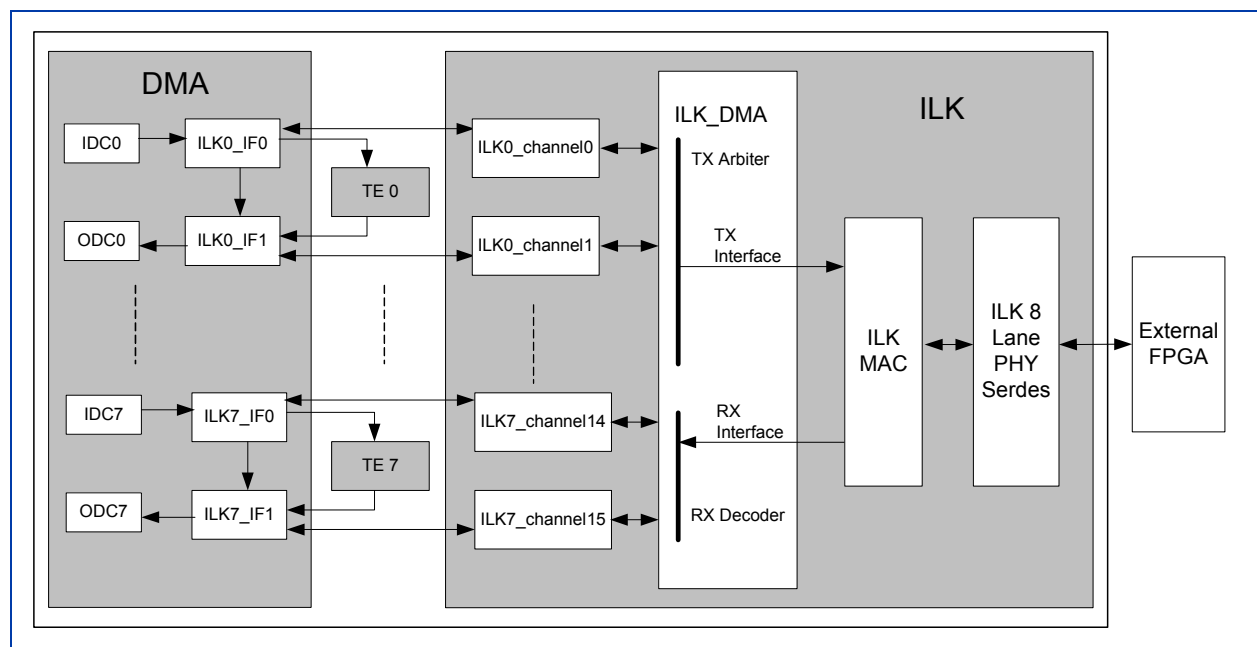 DMA
IDC0
ILK0_IF0
TE 0
ODC0
ILK0_IF1
IDC7
ILK7_IF0
TE 7
ODC7
ILK7_IF1
ILK
ILK_DMA
ILK0_channel0
TX Arbiter
ILK0_channel1
TX
Interface
ILK7_channel14
RX
Interface
ILK7_channel15
RX Decoder
ILK
MAC
ILK 8
Lane
PHY
Serdes
External
FPGA